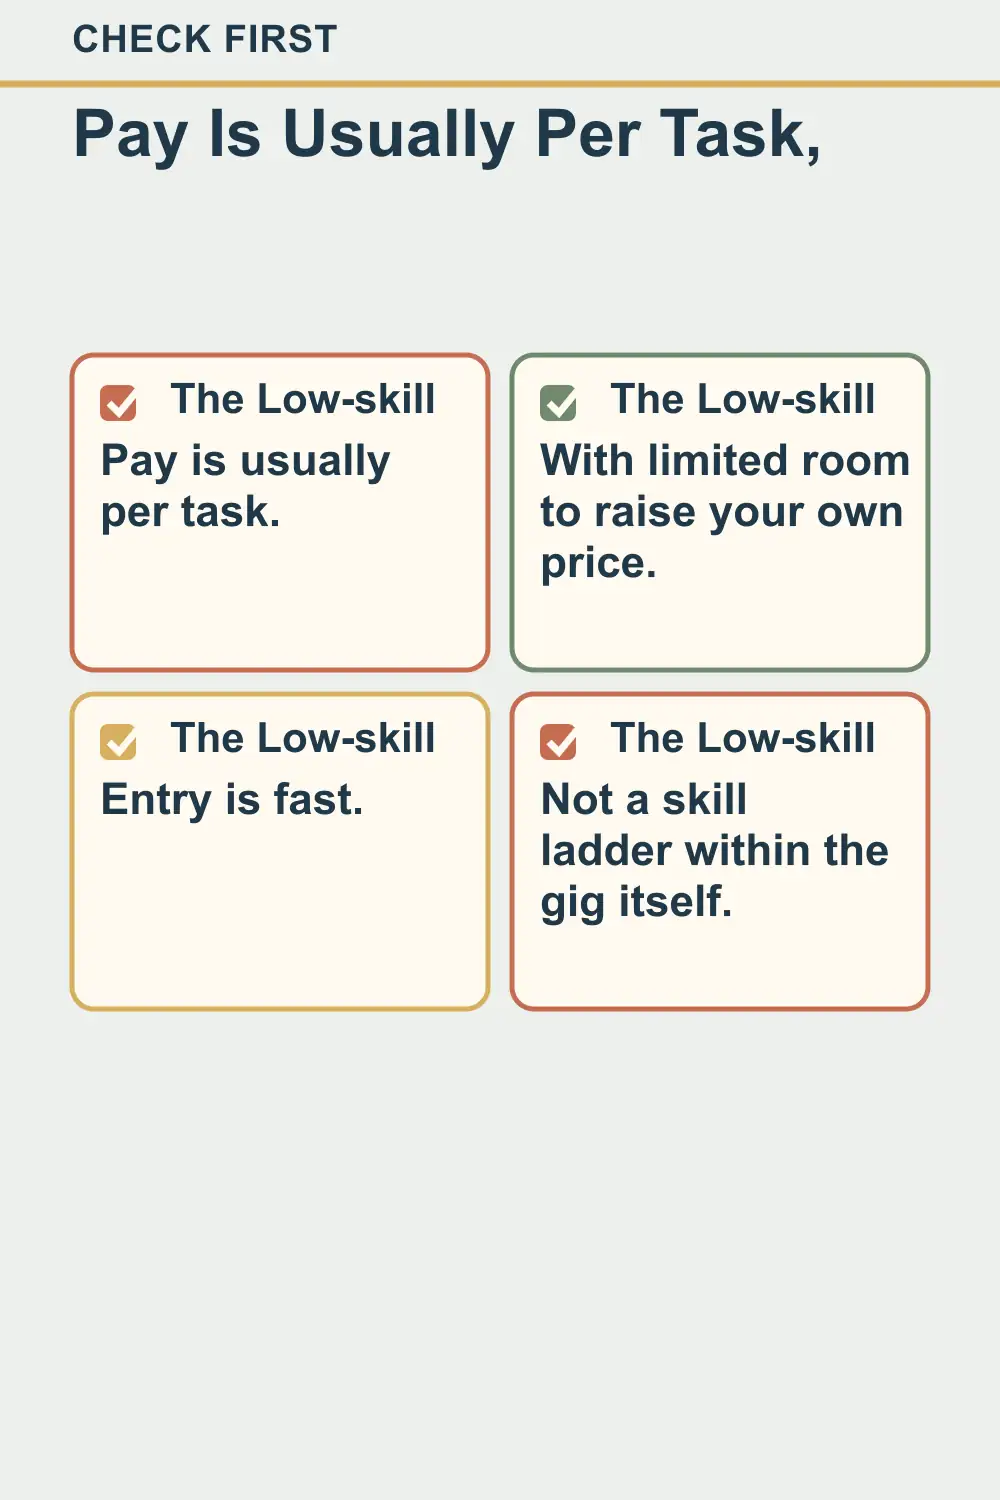 CHECK FIRST
Pay Is Usually Per Task,
The Low-skill
Pay is usually
per task.
The Low-skill
With limited room
to raise your own
price.
The Low-skill
Entry is fast.
The Low-skill
Not a skill
ladder within the
gig itself.